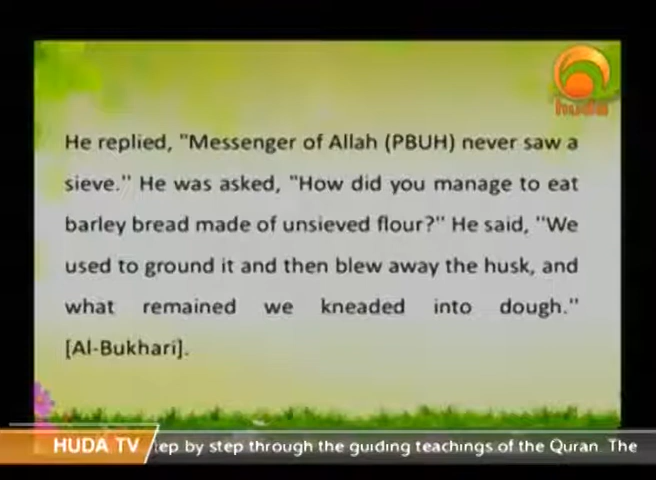 huda
He replied, "Messenger of Allah (PBUH) never saw a
sieve." He was asked, "How did you manage to eat
barley bread made of unsieved flour?" He said, "We
used to ground it and then blew away the husk, and
what remained we kneaded into dough."
[Al-Bukhari].
HUDA TV tep by step through the guiding teachings of the Quran. The